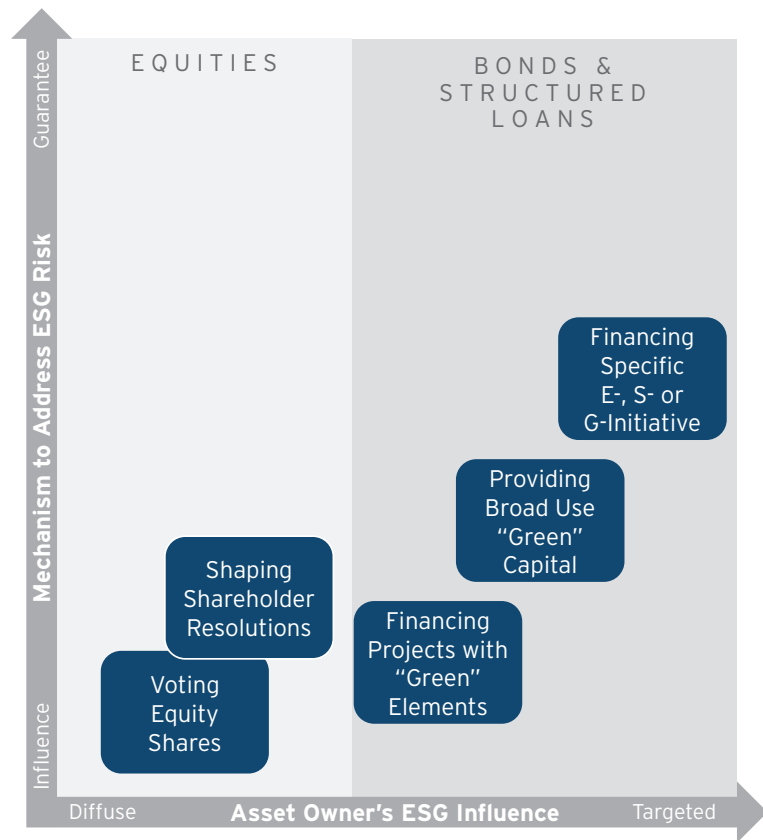 EQUITIES
BONDS &
STRUCTURED
LOANS
Guarantee
Mechanism to Address ESG Risk
Influence
Financing
Specific
E-, S- or
G-Initiative
Providing
Broad Use
“Green”
Capital
Shaping
Shareholder
Resolutions
Financing
Projects with
“Green”
Elements
Voting
Equity
Shares
Diffuse
Asset Owner’s ESG Influence
Targeted